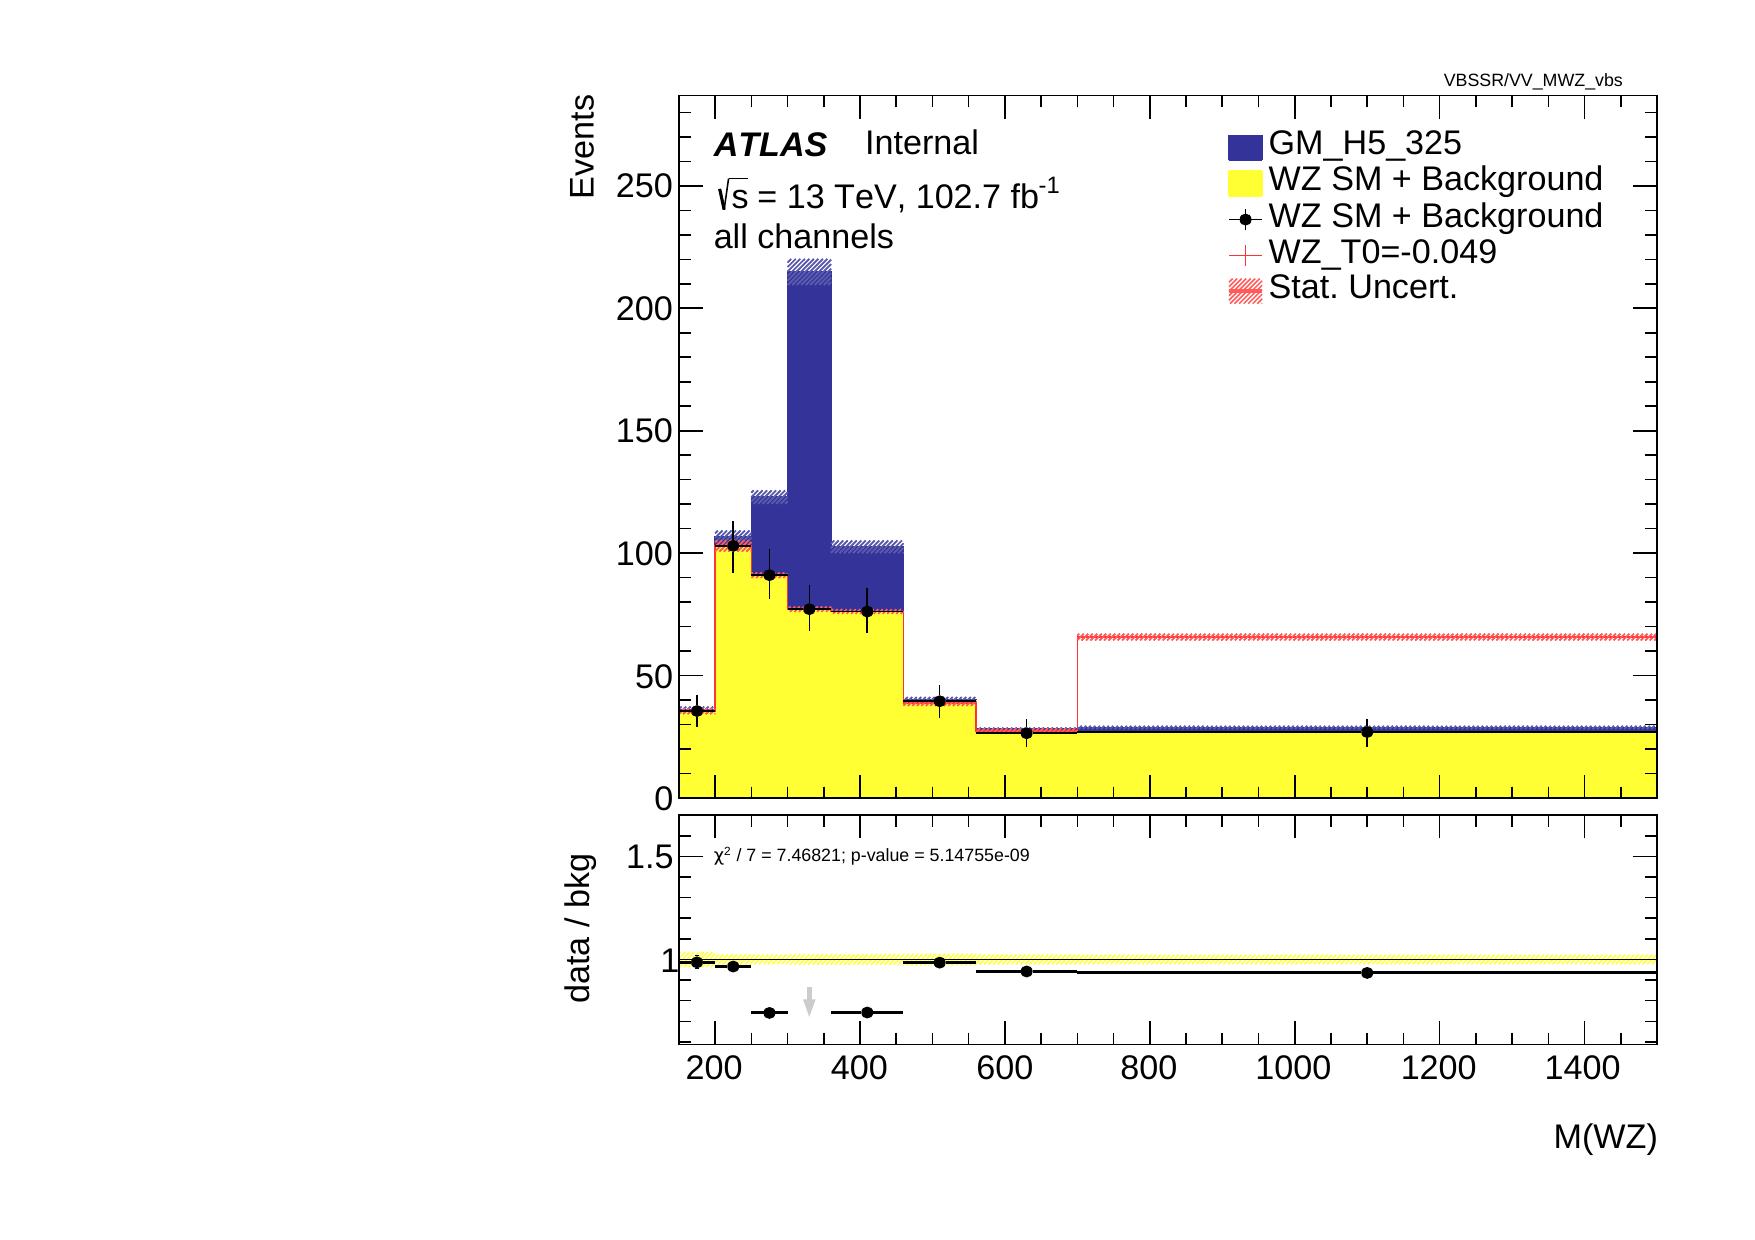 VBSSR/VV_MWZ_vbs
Events
ATLAS Internal
√s = 13 TeV, 102.7 fb⁻¹
all channels
GM_H5_325
WZ SM + Background
WZ SM + Background
WZ_T0=-0.049
Stat. Uncert.
250
200
150
100
50
0
data / bkg
χ² / 7 = 7.46821; p-value = 5.14755e-09
1.5
1
200 400 600 800 1000 1200 1400
M(WZ)